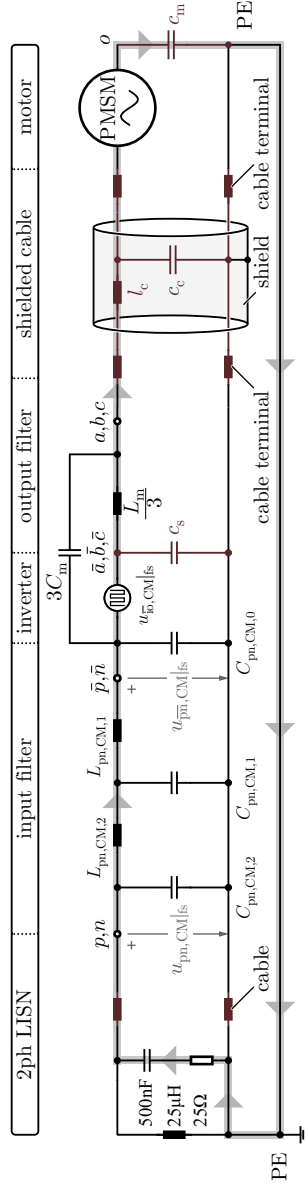 2ph LISN
input filter
inverter
output filter
shielded cable
motor
3C_m
p,n
L_pn,CM,2
L_pn,CM,1
p̄,n̄
ā,b̄,c̄
L_m/3
a,b,c
l_c
PMSM
o
500nF
25µH
25Ω
+
u_pn,CM|fs
+
u_p̄n̄,CM|fs
u_īo,CM|fs
c_s
c_c
c_m
cable
C_pn,CM,2
C_pn,CM,1
C_pn,CM,0
cable terminal
shield
cable terminal
PE
PE